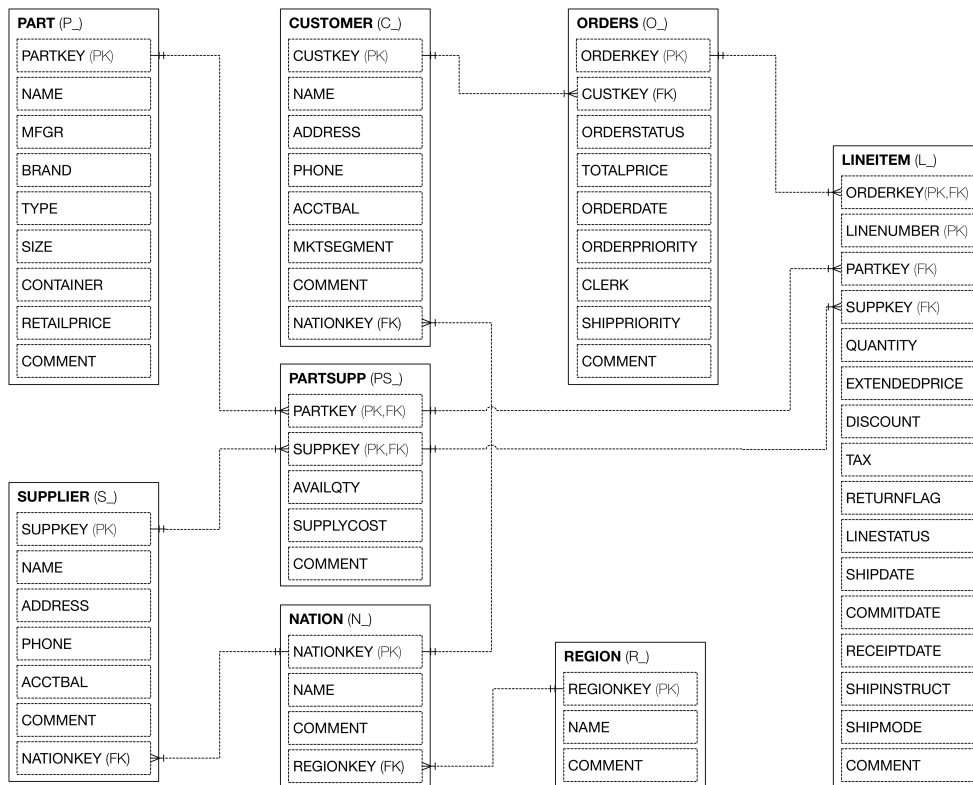 PART (P_)
PARTKEY (PK)
NAME
MFGR
BRAND
TYPE
SIZE
CONTAINER
RETAILPRICE
COMMENT
SUPPLIER (S_)
SUPPKEY (PK)
NAME
ADDRESS
PHONE
ACCTBAL
COMMENT
NATIONKEY (FK)
CUSTOMER (C_)
CUSTKEY (PK)
NAME
ADDRESS
PHONE
ACCTBAL
MKTSEGMENT
COMMENT
NATIONKEY (FK)
PARTSUPP (PS_)
PARTKEY (PK,FK)
SUPPKEY (PK,FK)
AVAILQTY
SUPPLYCOST
COMMENT
NATION (N_)
NATIONKEY (PK)
NAME
COMMENT
REGIONKEY (FK)
ORDERS (O_)
ORDERKEY (PK)
CUSTKEY (FK)
ORDERSTATUS
TOTALPRICE
ORDERDATE
ORDERPRIORITY
CLERK
SHIPPRIORITY
COMMENT
REGION (R_)
REGIONKEY (PK)
NAME
COMMENT
LINEITEM (L_)
ORDERKEY(PK,FK)
LINENUMBER (PK)
PARTKEY (FK)
SUPPKEY (FK)
QUANTITY
EXTENDEDPRICE
DISCOUNT
TAX
RETURNFLAG
LINESTATUS
SHIPDATE
COMMITDATE
RECEIPTDATE
SHIPINSTRUCT
SHIPMODE
COMMENT